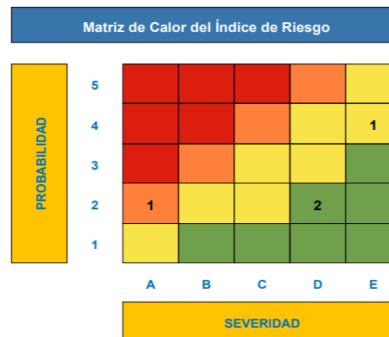 Matriz de Calor del Índice de Riesgo
PROBABILIDAD
5
4 1
3
2 1 2
1
A B C D E
SEVERIDAD